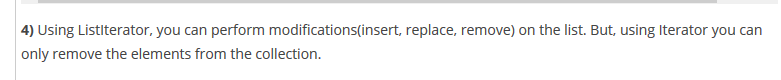 4) Using ListIterator, you can perform modifications(insert, replace, remove) on the list. But, using Iterator you can
only remove the elements from the collection.